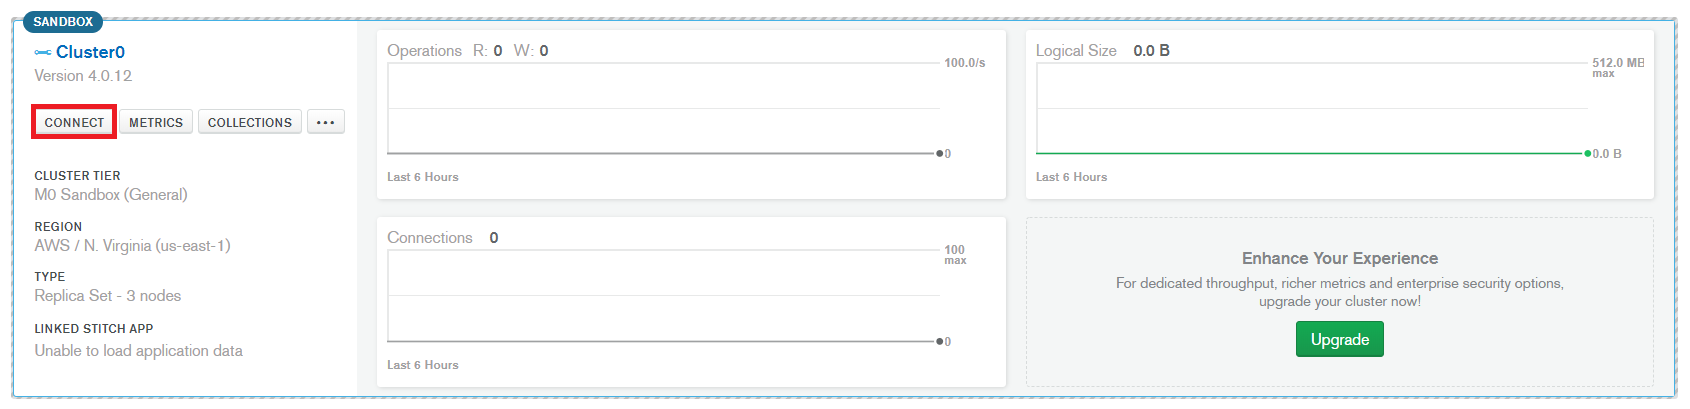 SANDBOX
Cluster0
Version 4.0.12
CONNECT
METRICS
COLLECTIONS
•••
CLUSTER TIER
M0 Sandbox (General)
REGION
AWS / N. Virginia (us-east-1)
TYPE
Replica Set - 3 nodes
LINKED STITCH APP
Unable to load application data
Operations R: 0 W: 0
100.0/s
0
Last 6 Hours
Logical Size 0.0 B
512.0 MB
max
0.0 B
Last 6 Hours
Connections 0
100
max
0
Last 6 Hours
Enhance Your Experience
For dedicated throughput, richer metrics and enterprise security options,
upgrade your cluster now!
Upgrade